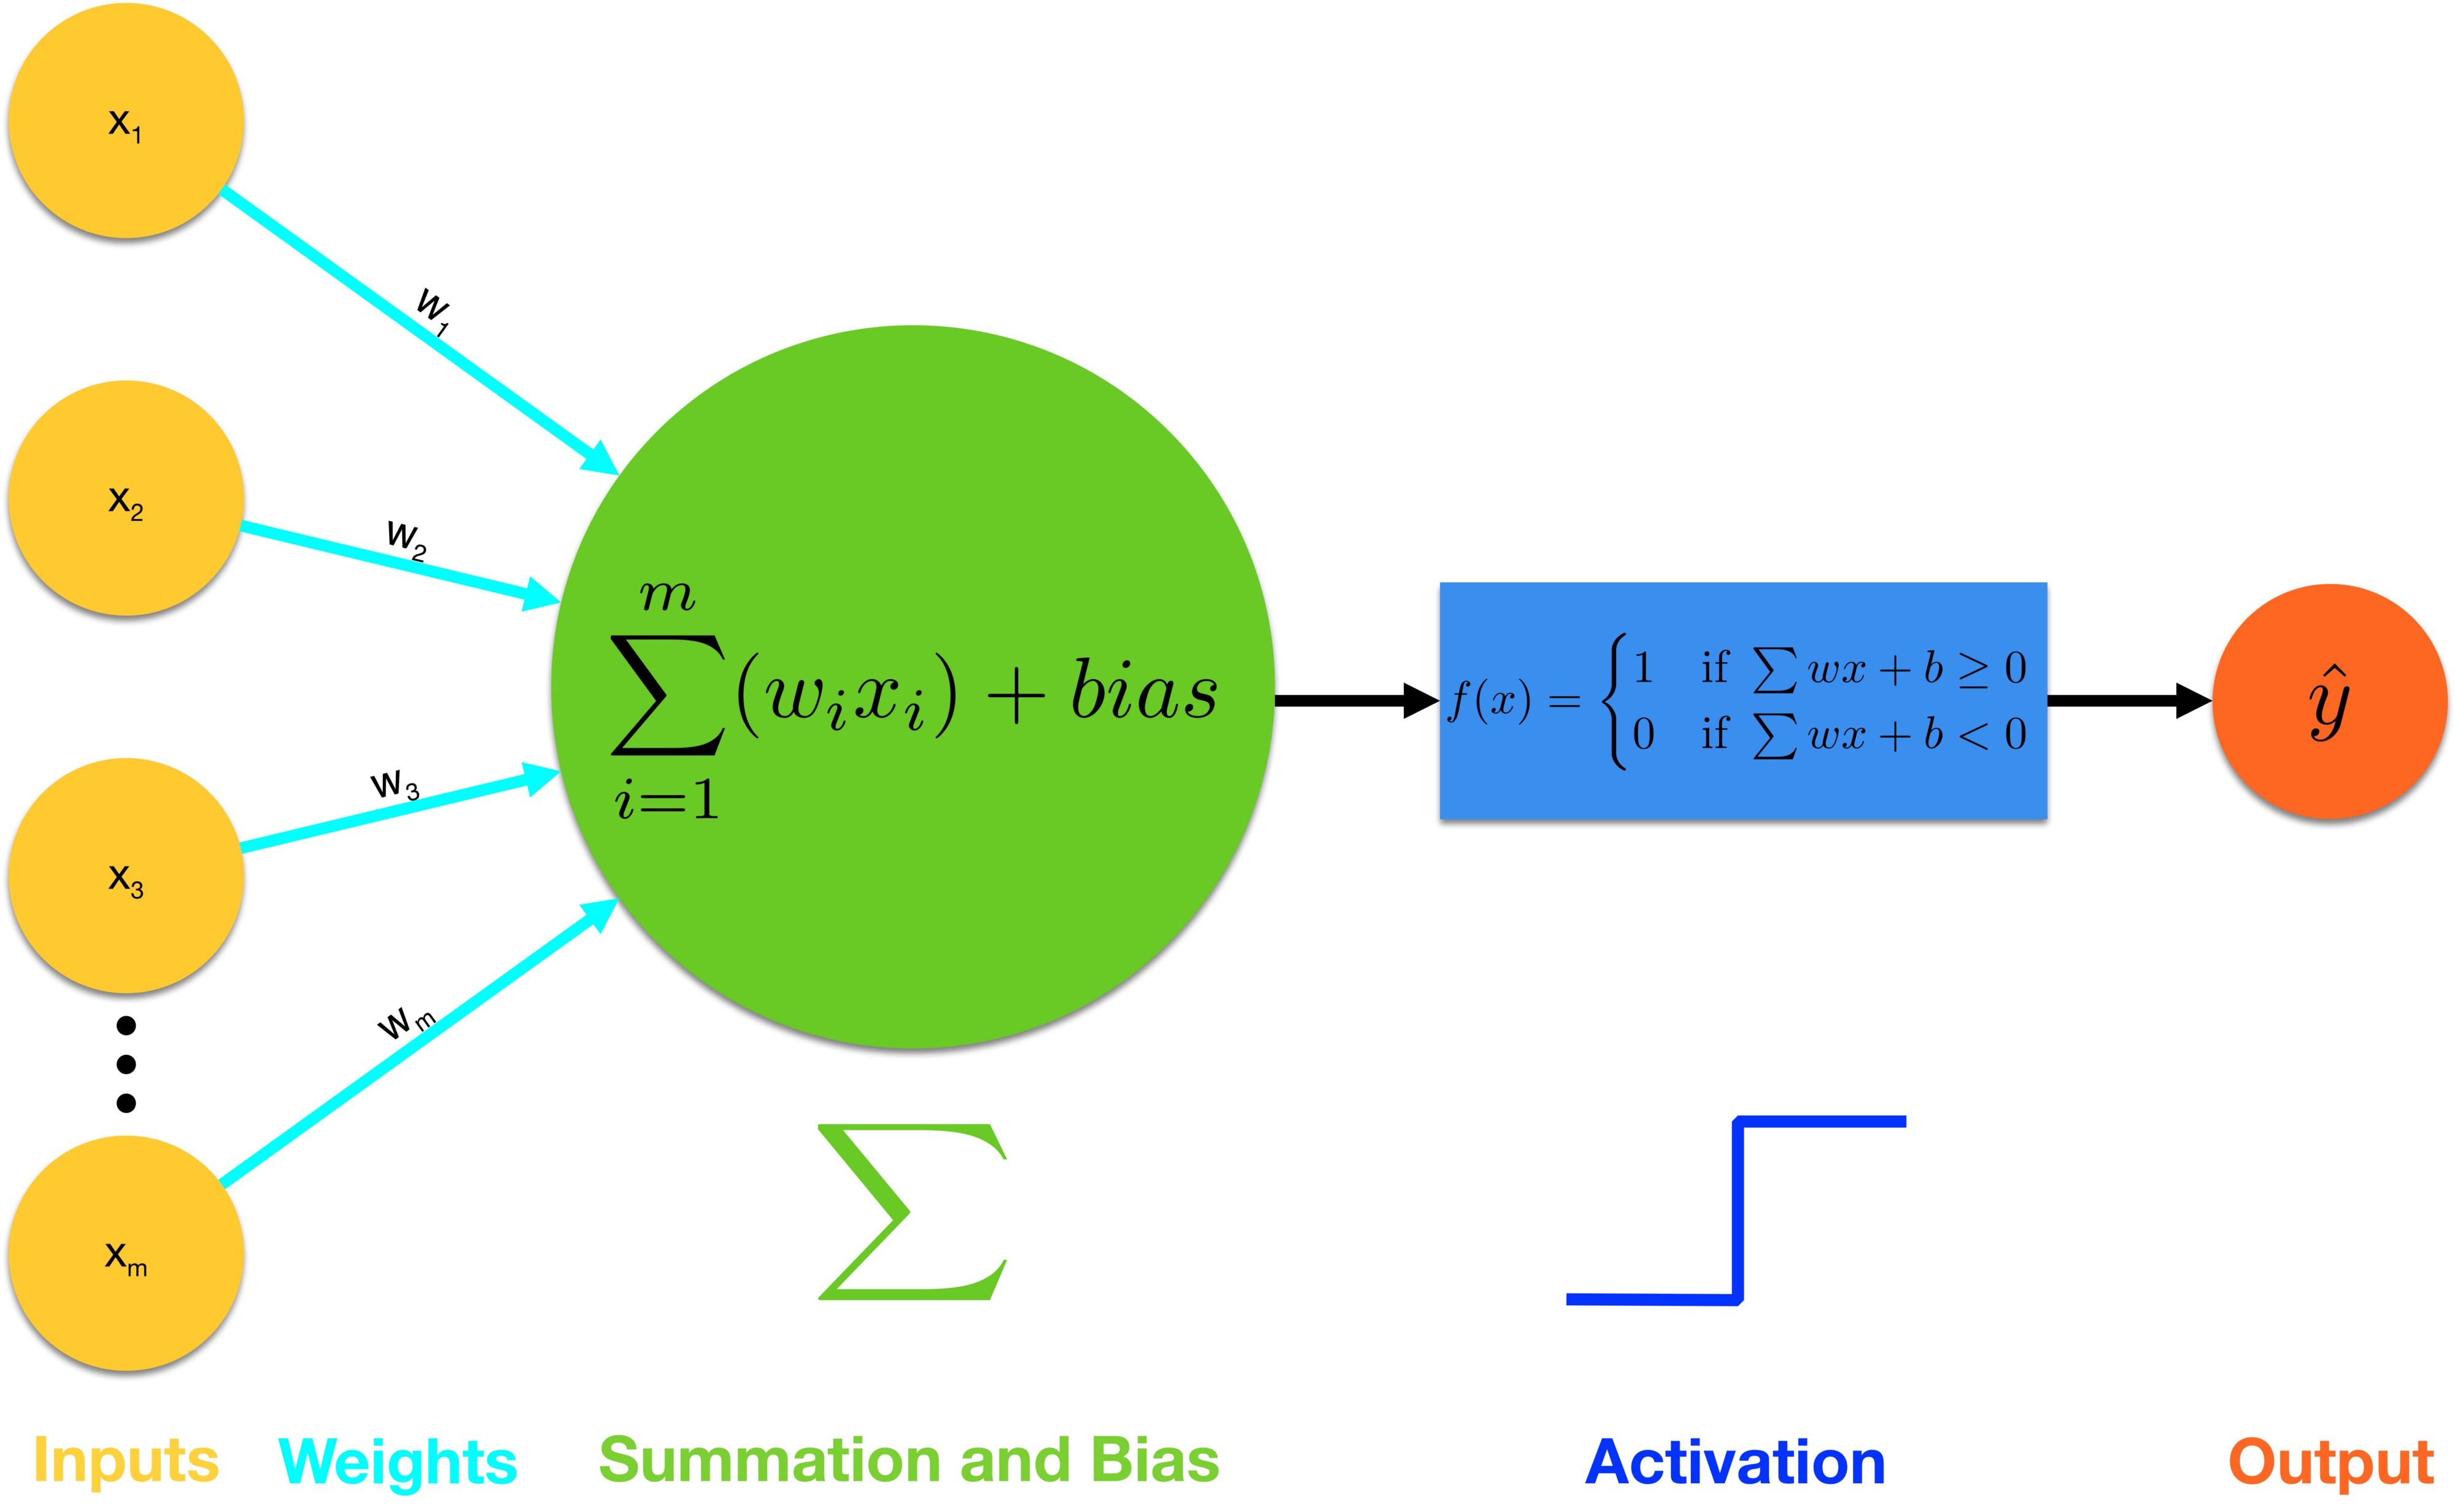 x₁
w₁
x₂
w₂
x₃
w₃
xₘ
wₘ
m
∑(wᵢxᵢ) + bias
i=1
f(x) = { 1 if ∑ wx + b ≥ 0
0 if ∑ wx + b < 0
ŷ
∑
Inputs
Weights
Summation and Bias
Activation
Output